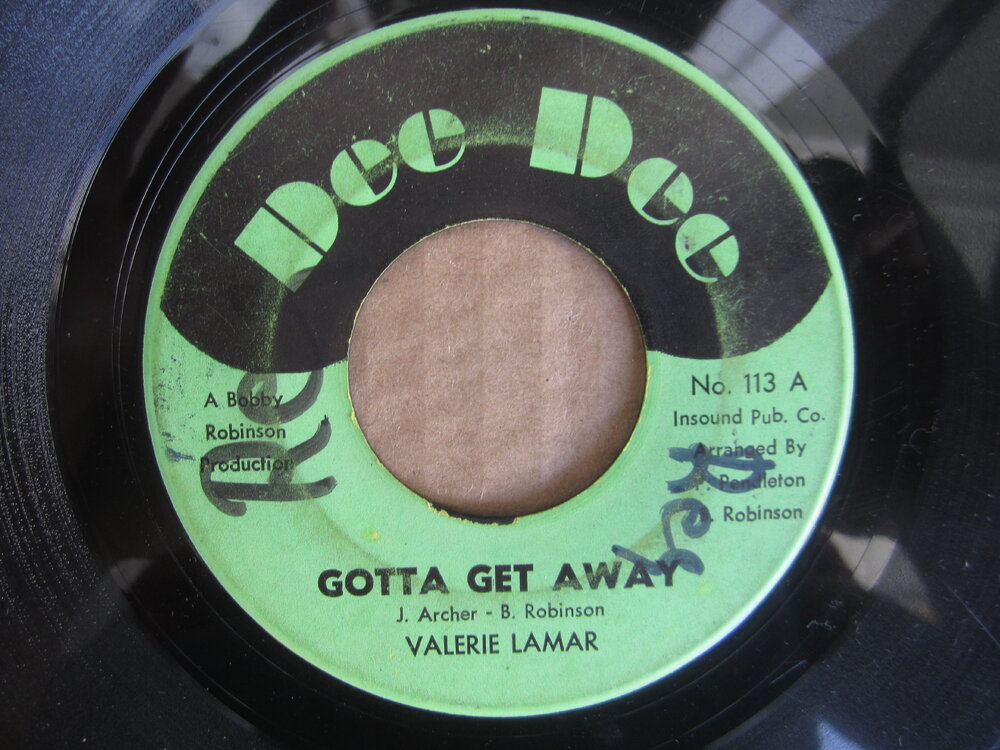 Dee Dee
A Bobby
Robinson
Production
No. 113 A
Insound Pub. Co.
Arranged By
Pendleton
B. Robinson
GOTTA GET AWAY
J. Archer - B. Robinson
VALERIE LAMAR